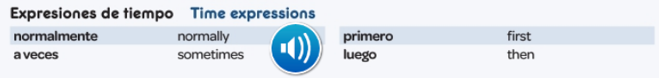 Expresiones de tiempo Time expressions
normalmente normally primero first
a veces sometimes luego then